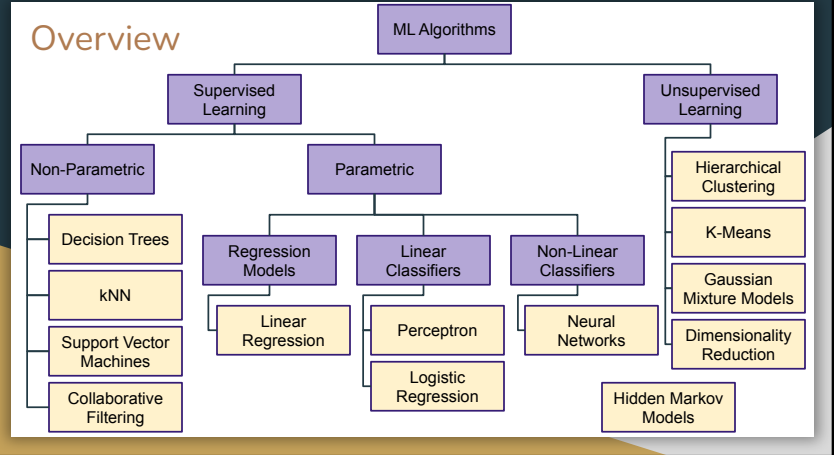 Overview
ML Algorithms
Supervised
Learning
Unsupervised
Learning
Non-Parametric
Parametric
Decision Trees
kNN
Support Vector
Machines
Collaborative
Filtering
Regression
Models
Linear
Regression
Linear
Classifiers
Perceptron
Logistic
Regression
Non-Linear
Classifiers
Neural
Networks
Hierarchical
Clustering
K-Means
Gaussian
Mixture Models
Dimensionality
Reduction
Hidden Markov
Models